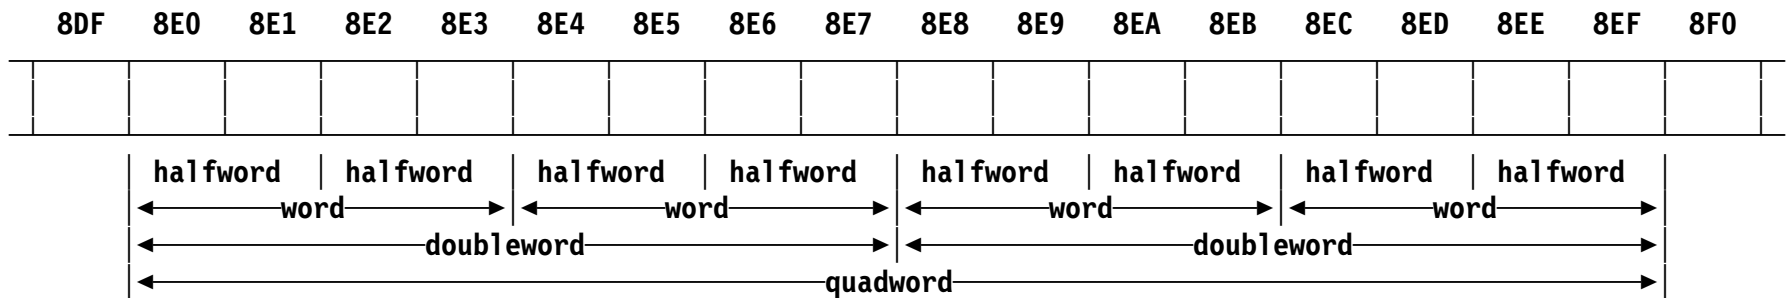 8DF 8E0 8E1 8E2 8E3 8E4 8E5 8E6 8E7 8E8 8E9 8EA 8EB 8EC 8ED 8EE 8EF 8F0
halfword halfword halfword halfword halfword halfword halfword halfword
word word word word
doubleword doubleword
quadword